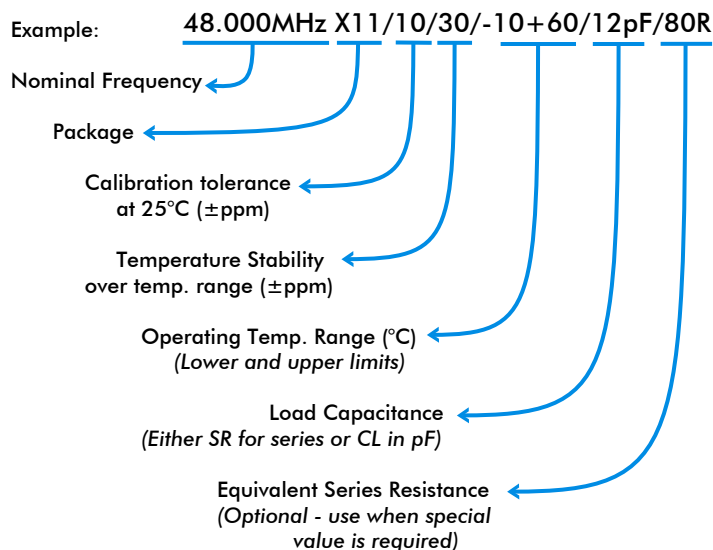 Example: 48.000MHz X11/10/30/-10+60/12pF/80R
Nominal Frequency
Package
Calibration tolerance
at 25°C (±ppm)
Temperature Stability
over temp. range (±ppm)
Operating Temp. Range (°C)
(Lower and upper limits)
Load Capacitance
(Either SR for series or CL in pF)
Equivalent Series Resistance
(Optional - use when special
value is required)